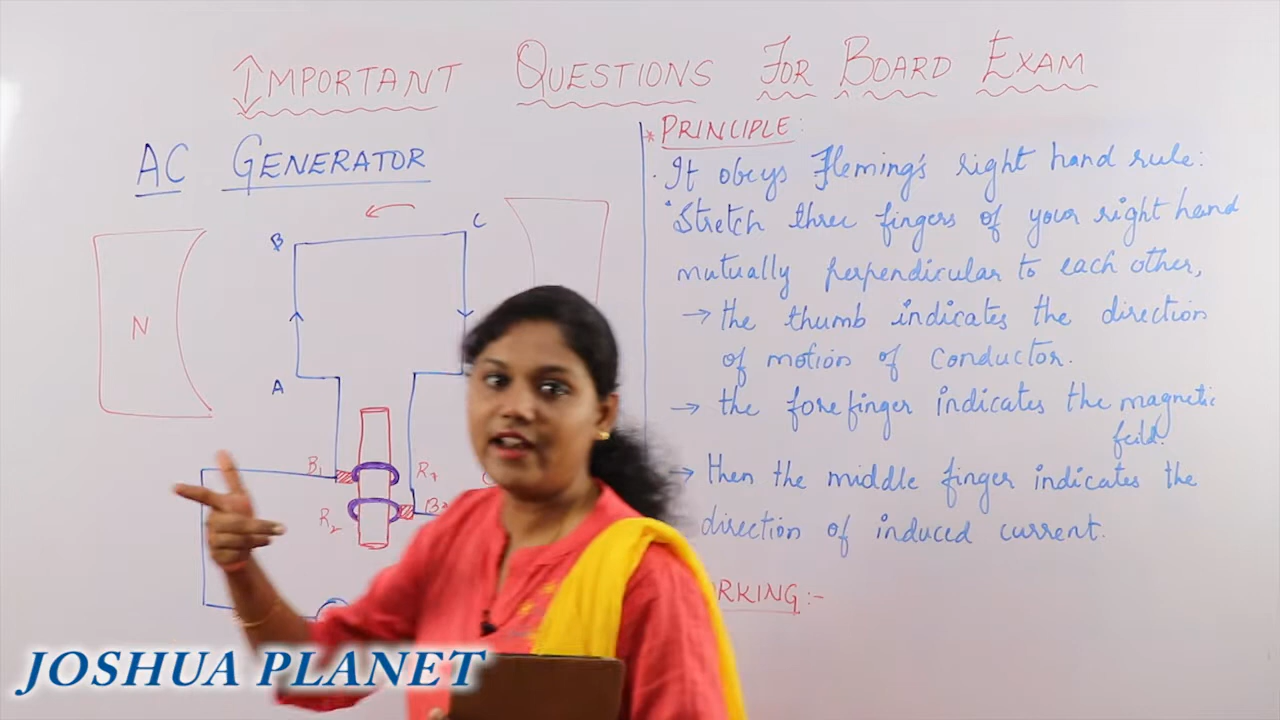 IMPORTANT QUESTIONS FOR BOARD EXAM
AC GENERATOR
N
B
C
A
B1
R1
R2
B2
* PRINCIPLE:
. It obeys Fleming's right hand rule:
. Stretch three fingers of your right hand
mutually perpendicular to each other,
→ the thumb indicates the direction
of motion of conductor.
→ the forefinger indicates the magnetic
feild.
→ then the middle finger indicates the
direction of induced current.
ORKING:-
JOSHUA PLANET